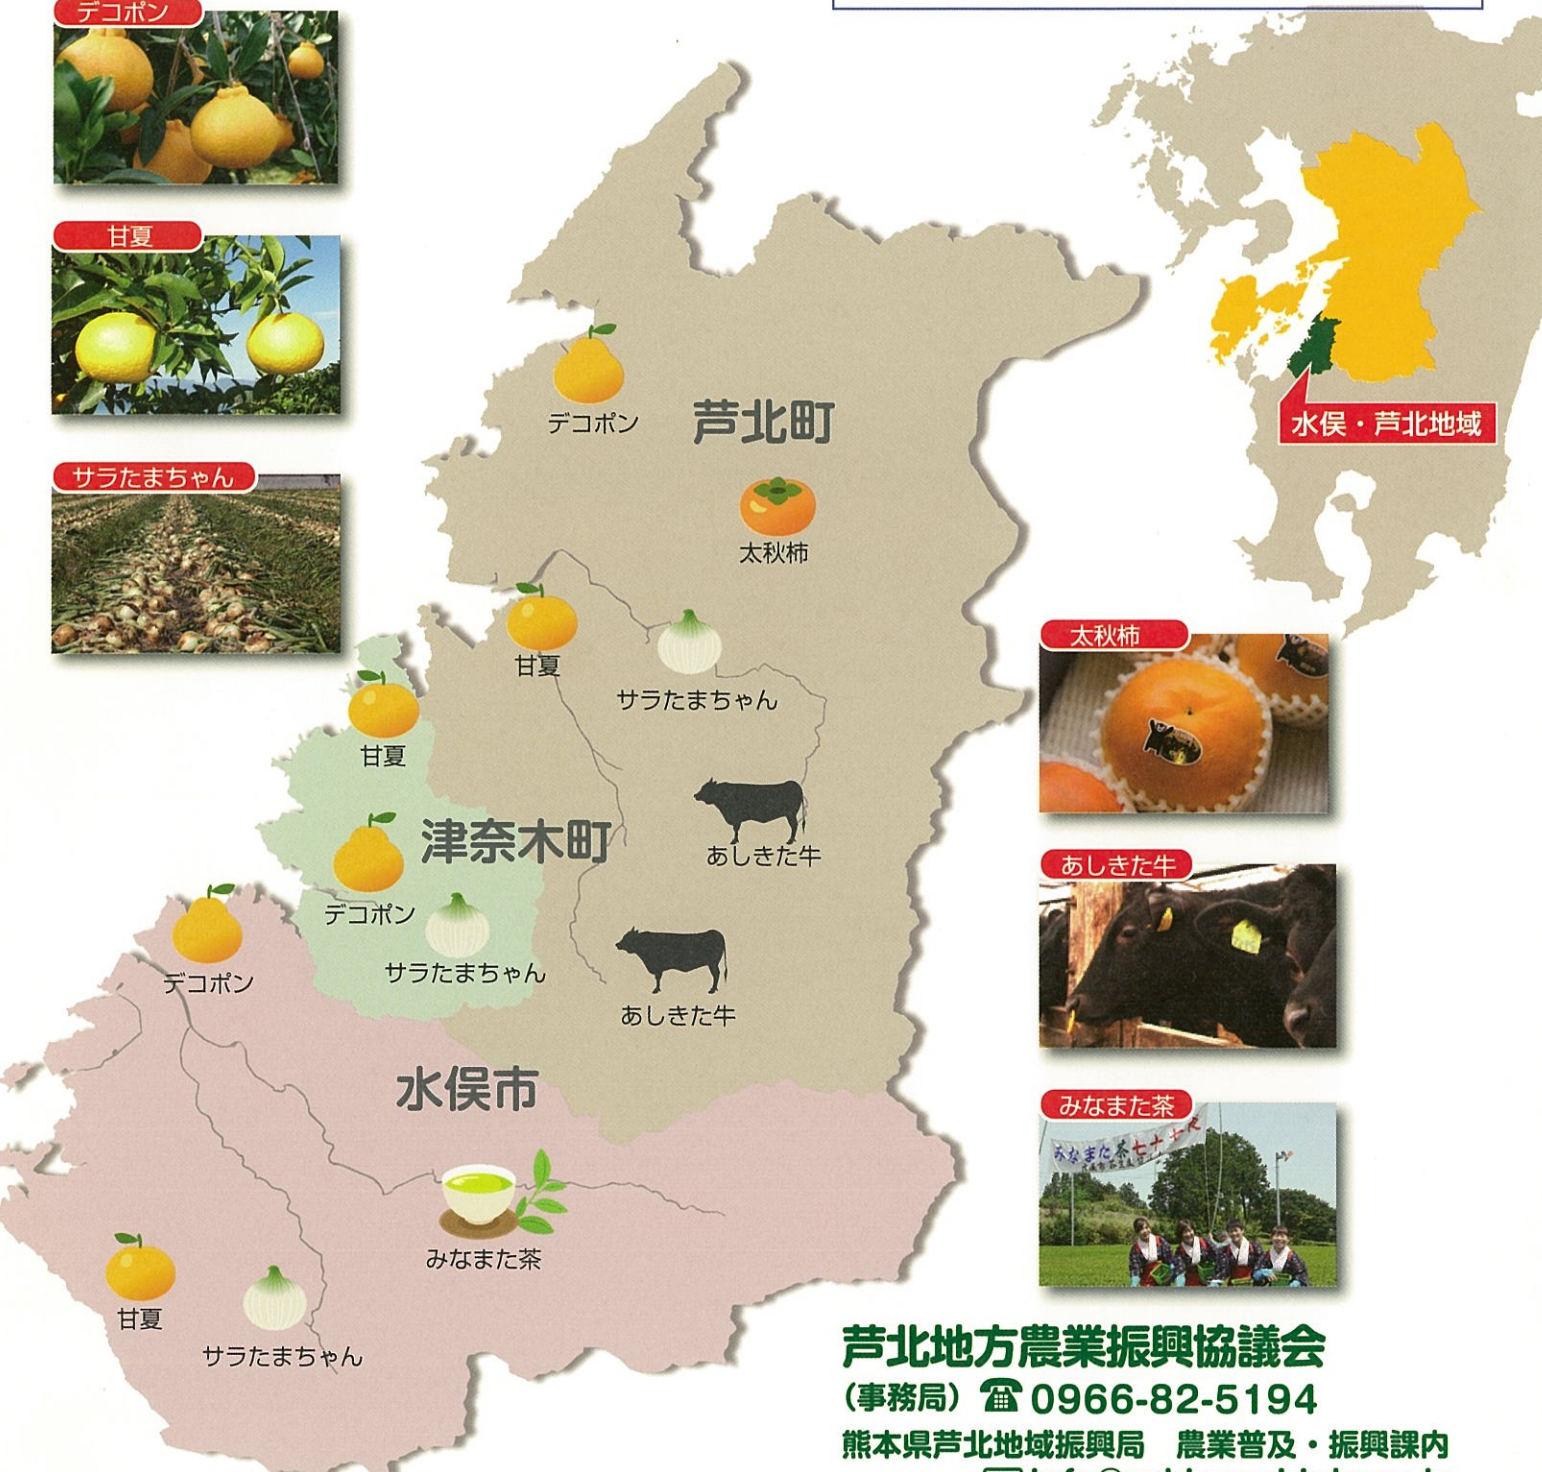 デコポン
甘夏
サラたまちゃん
水俣・芦北地域
デコポン
芦北町
太秋柿
甘夏
サラたまちゃん
甘夏
津奈木町
あしきた牛
デコポン
サラたまちゃん
あしきた牛
デコポン
水俣市
みなまた茶
甘夏
サラたまちゃん
太秋柿
あしきた牛
みなまた茶
みなまた茶
芦北地方農業振興協議会
(事務局) ☎ 0966-82-5194
熊本県芦北地域振興局 農業普及・振興課内